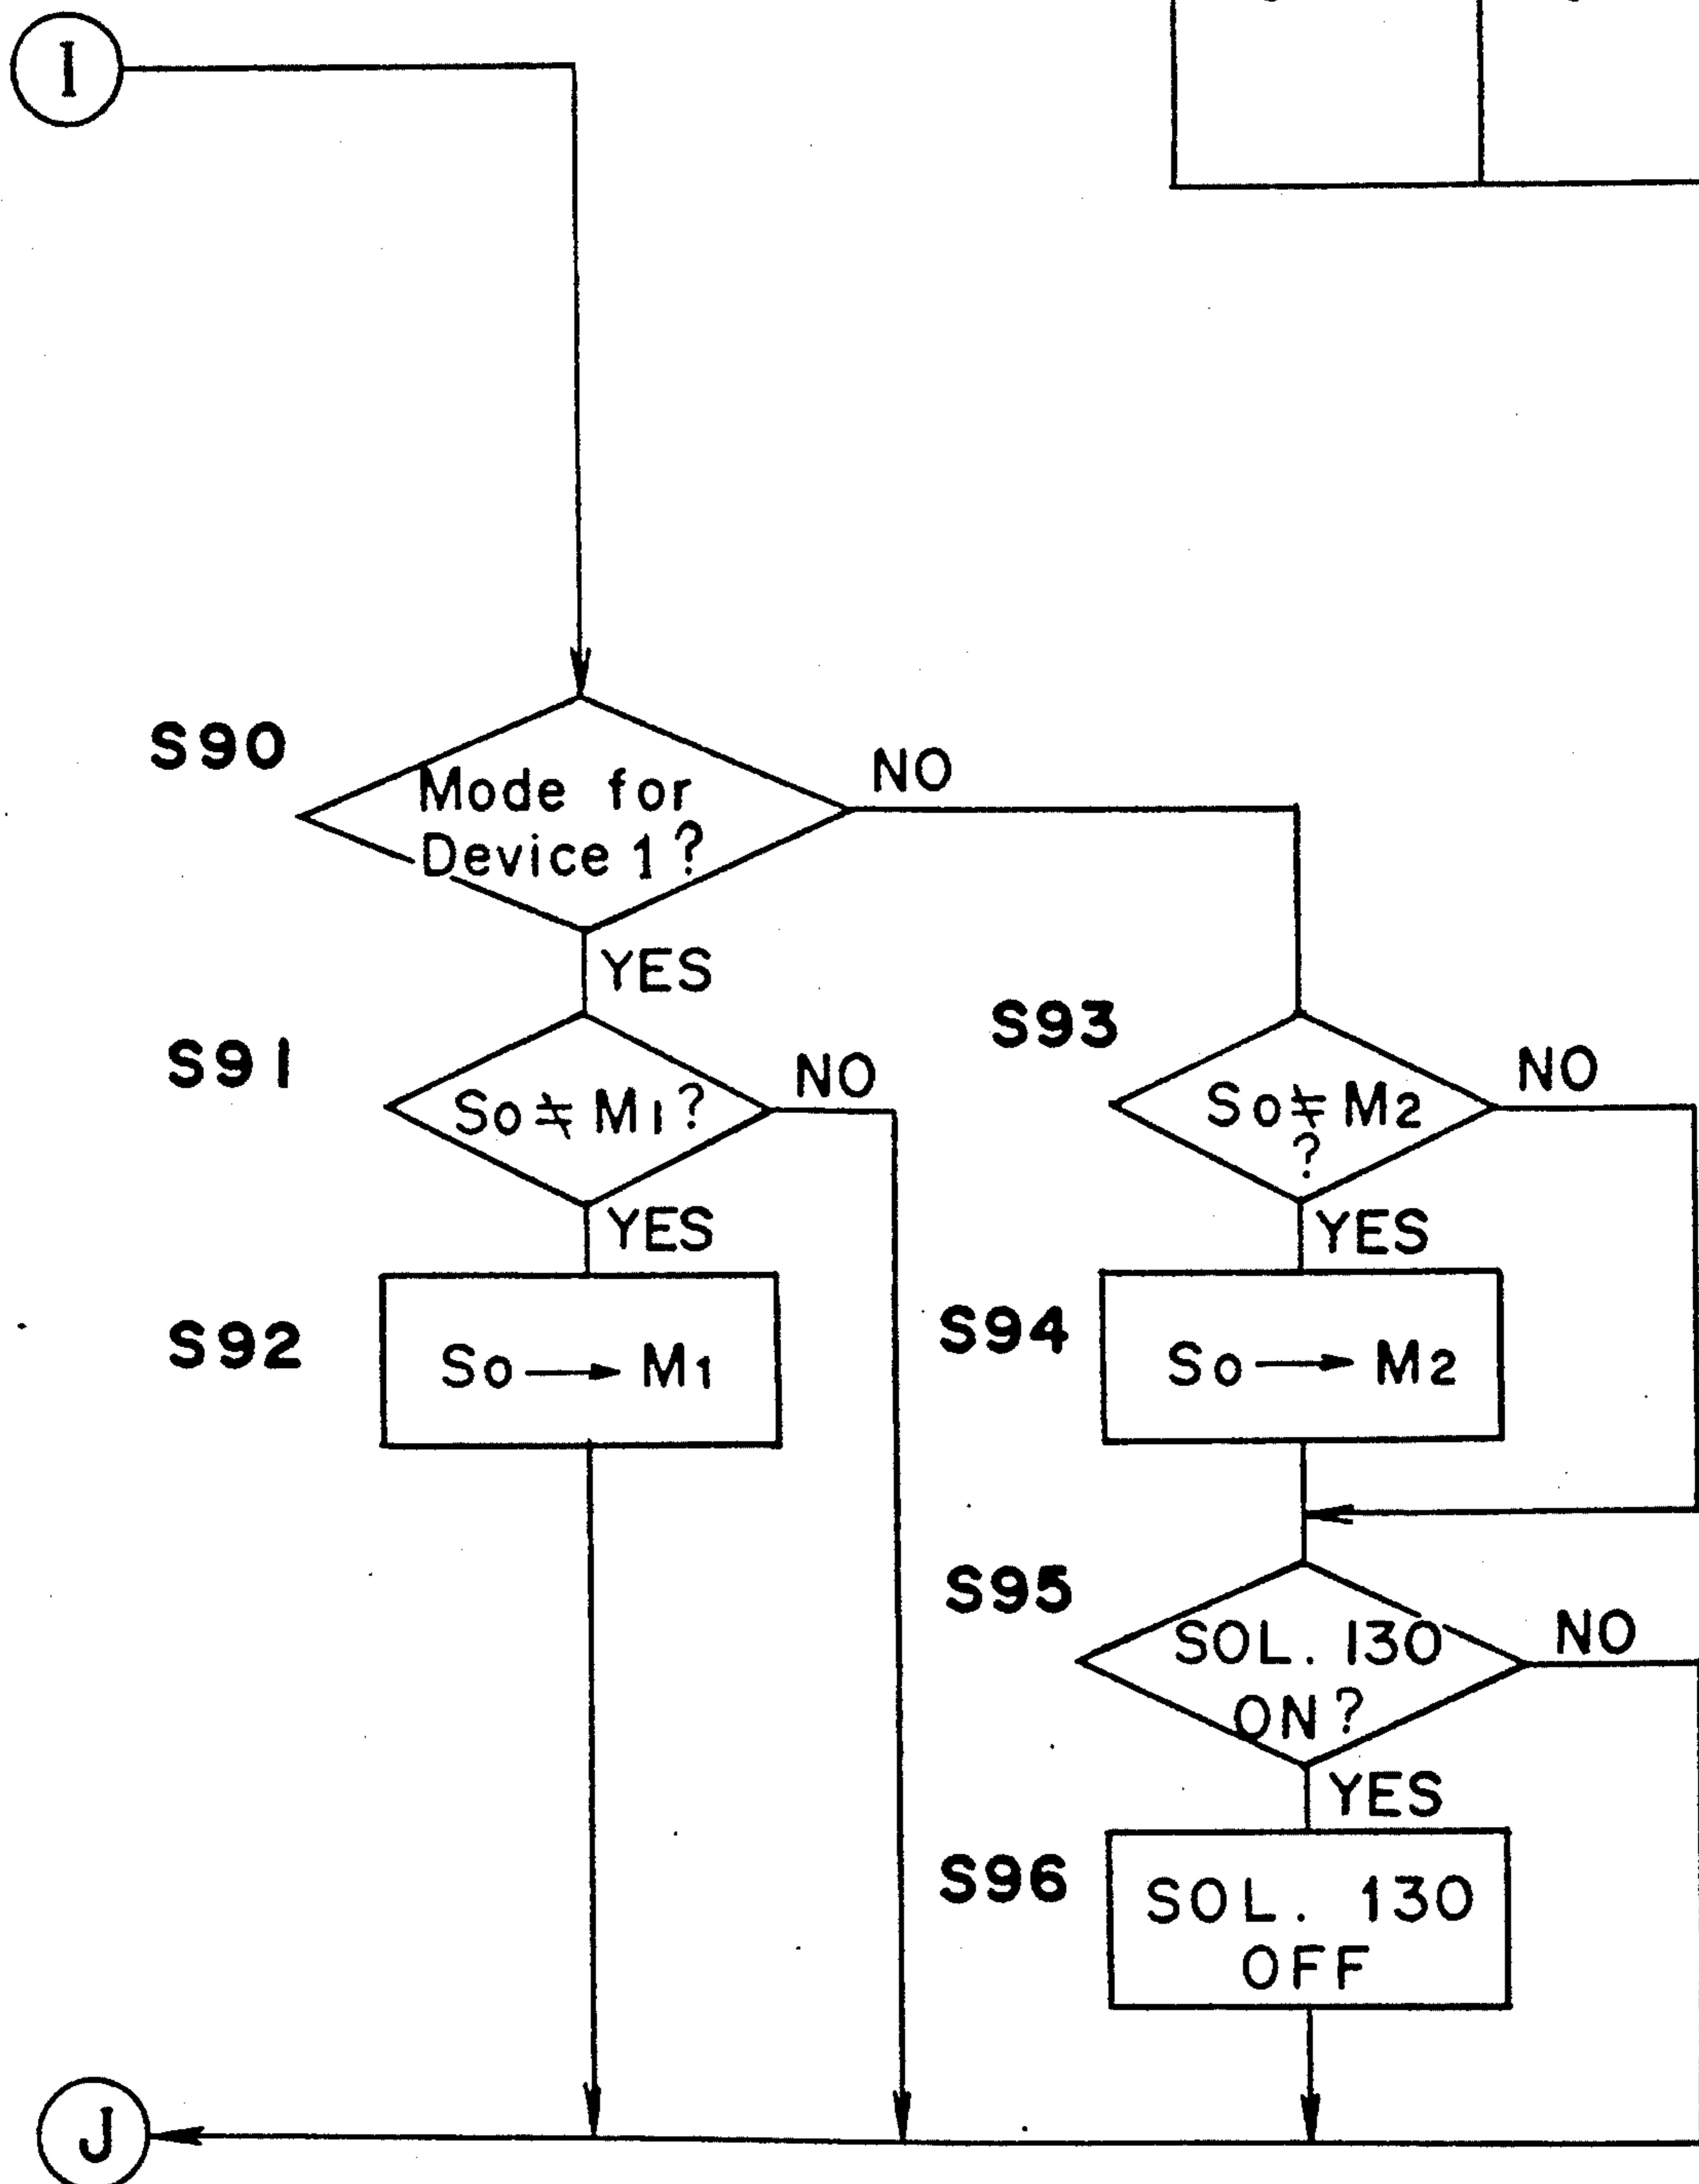 I
S90
Mode for
Device 1?
NO
YES
S91
So ≠ M1?
NO
YES
S92
So → M1
S93
So ≠ M2
?
NO
YES
S94
So → M2
S95
SOL. 130
ON?
NO
YES
S96
SOL. 130
OFF
J